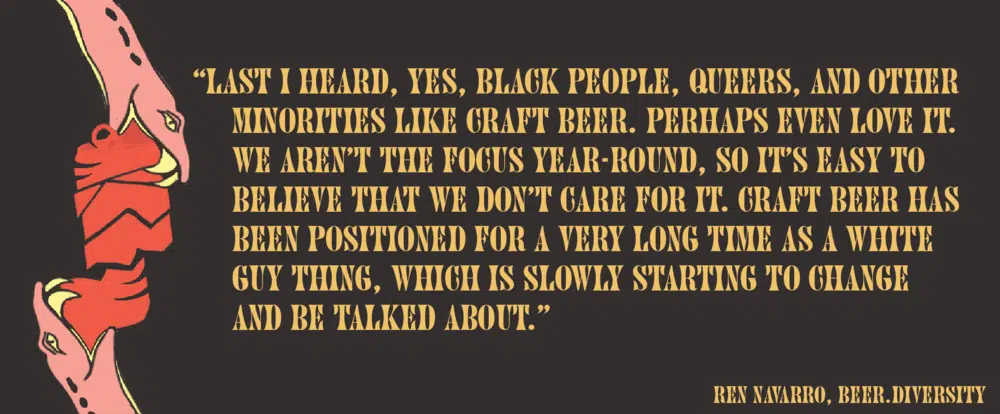 “LAST I HEARD, YES, BLACK PEOPLE, QUEERS, AND OTHER
MINORITIES LIKE CRAFT BEER. PERHAPS EVEN LOVE IT.
WE AREN’T THE FOCUS YEAR-ROUND, SO IT’S EASY TO
BELIEVE THAT WE DON’T CARE FOR IT. CRAFT BEER HAS
BEEN POSITIONED FOR A VERY LONG TIME AS A WHITE
GUY THING, WHICH IS SLOWLY STARTING TO CHANGE
AND BE TALKED ABOUT.”
REN NAVARRO, BEER.DIVERSITY